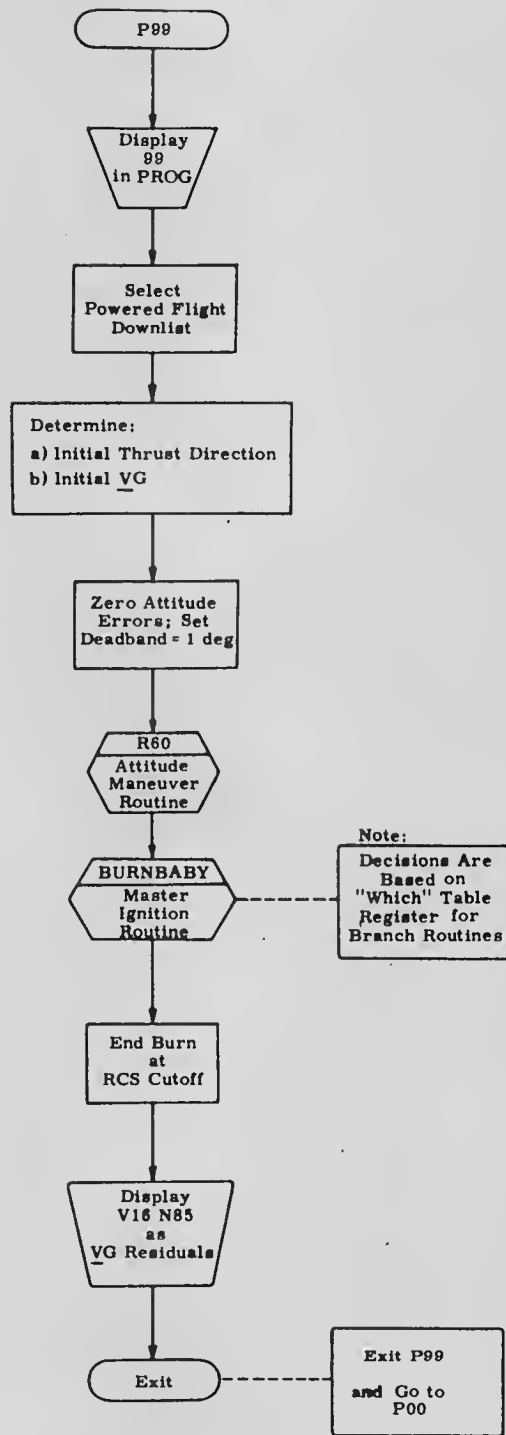 P99
Display
99
in PROG
Select
Powered Flight
Downlist
Determine:
a) Initial Thrust Direction
b) Initial VG
Zero Attitude
Errors; Set
Deadband = 1 deg
R60
Attitude
Maneuver
Routine
BURNBABY
Master
Ignition
Routine
Note:
Decisions Are
Based on
"Which" Table
Register for
Branch Routines
End Burn
at
RCS Cutoff
Display
V16 N85
as
VG Residuals
Exit
Exit P99
and Go to
P00